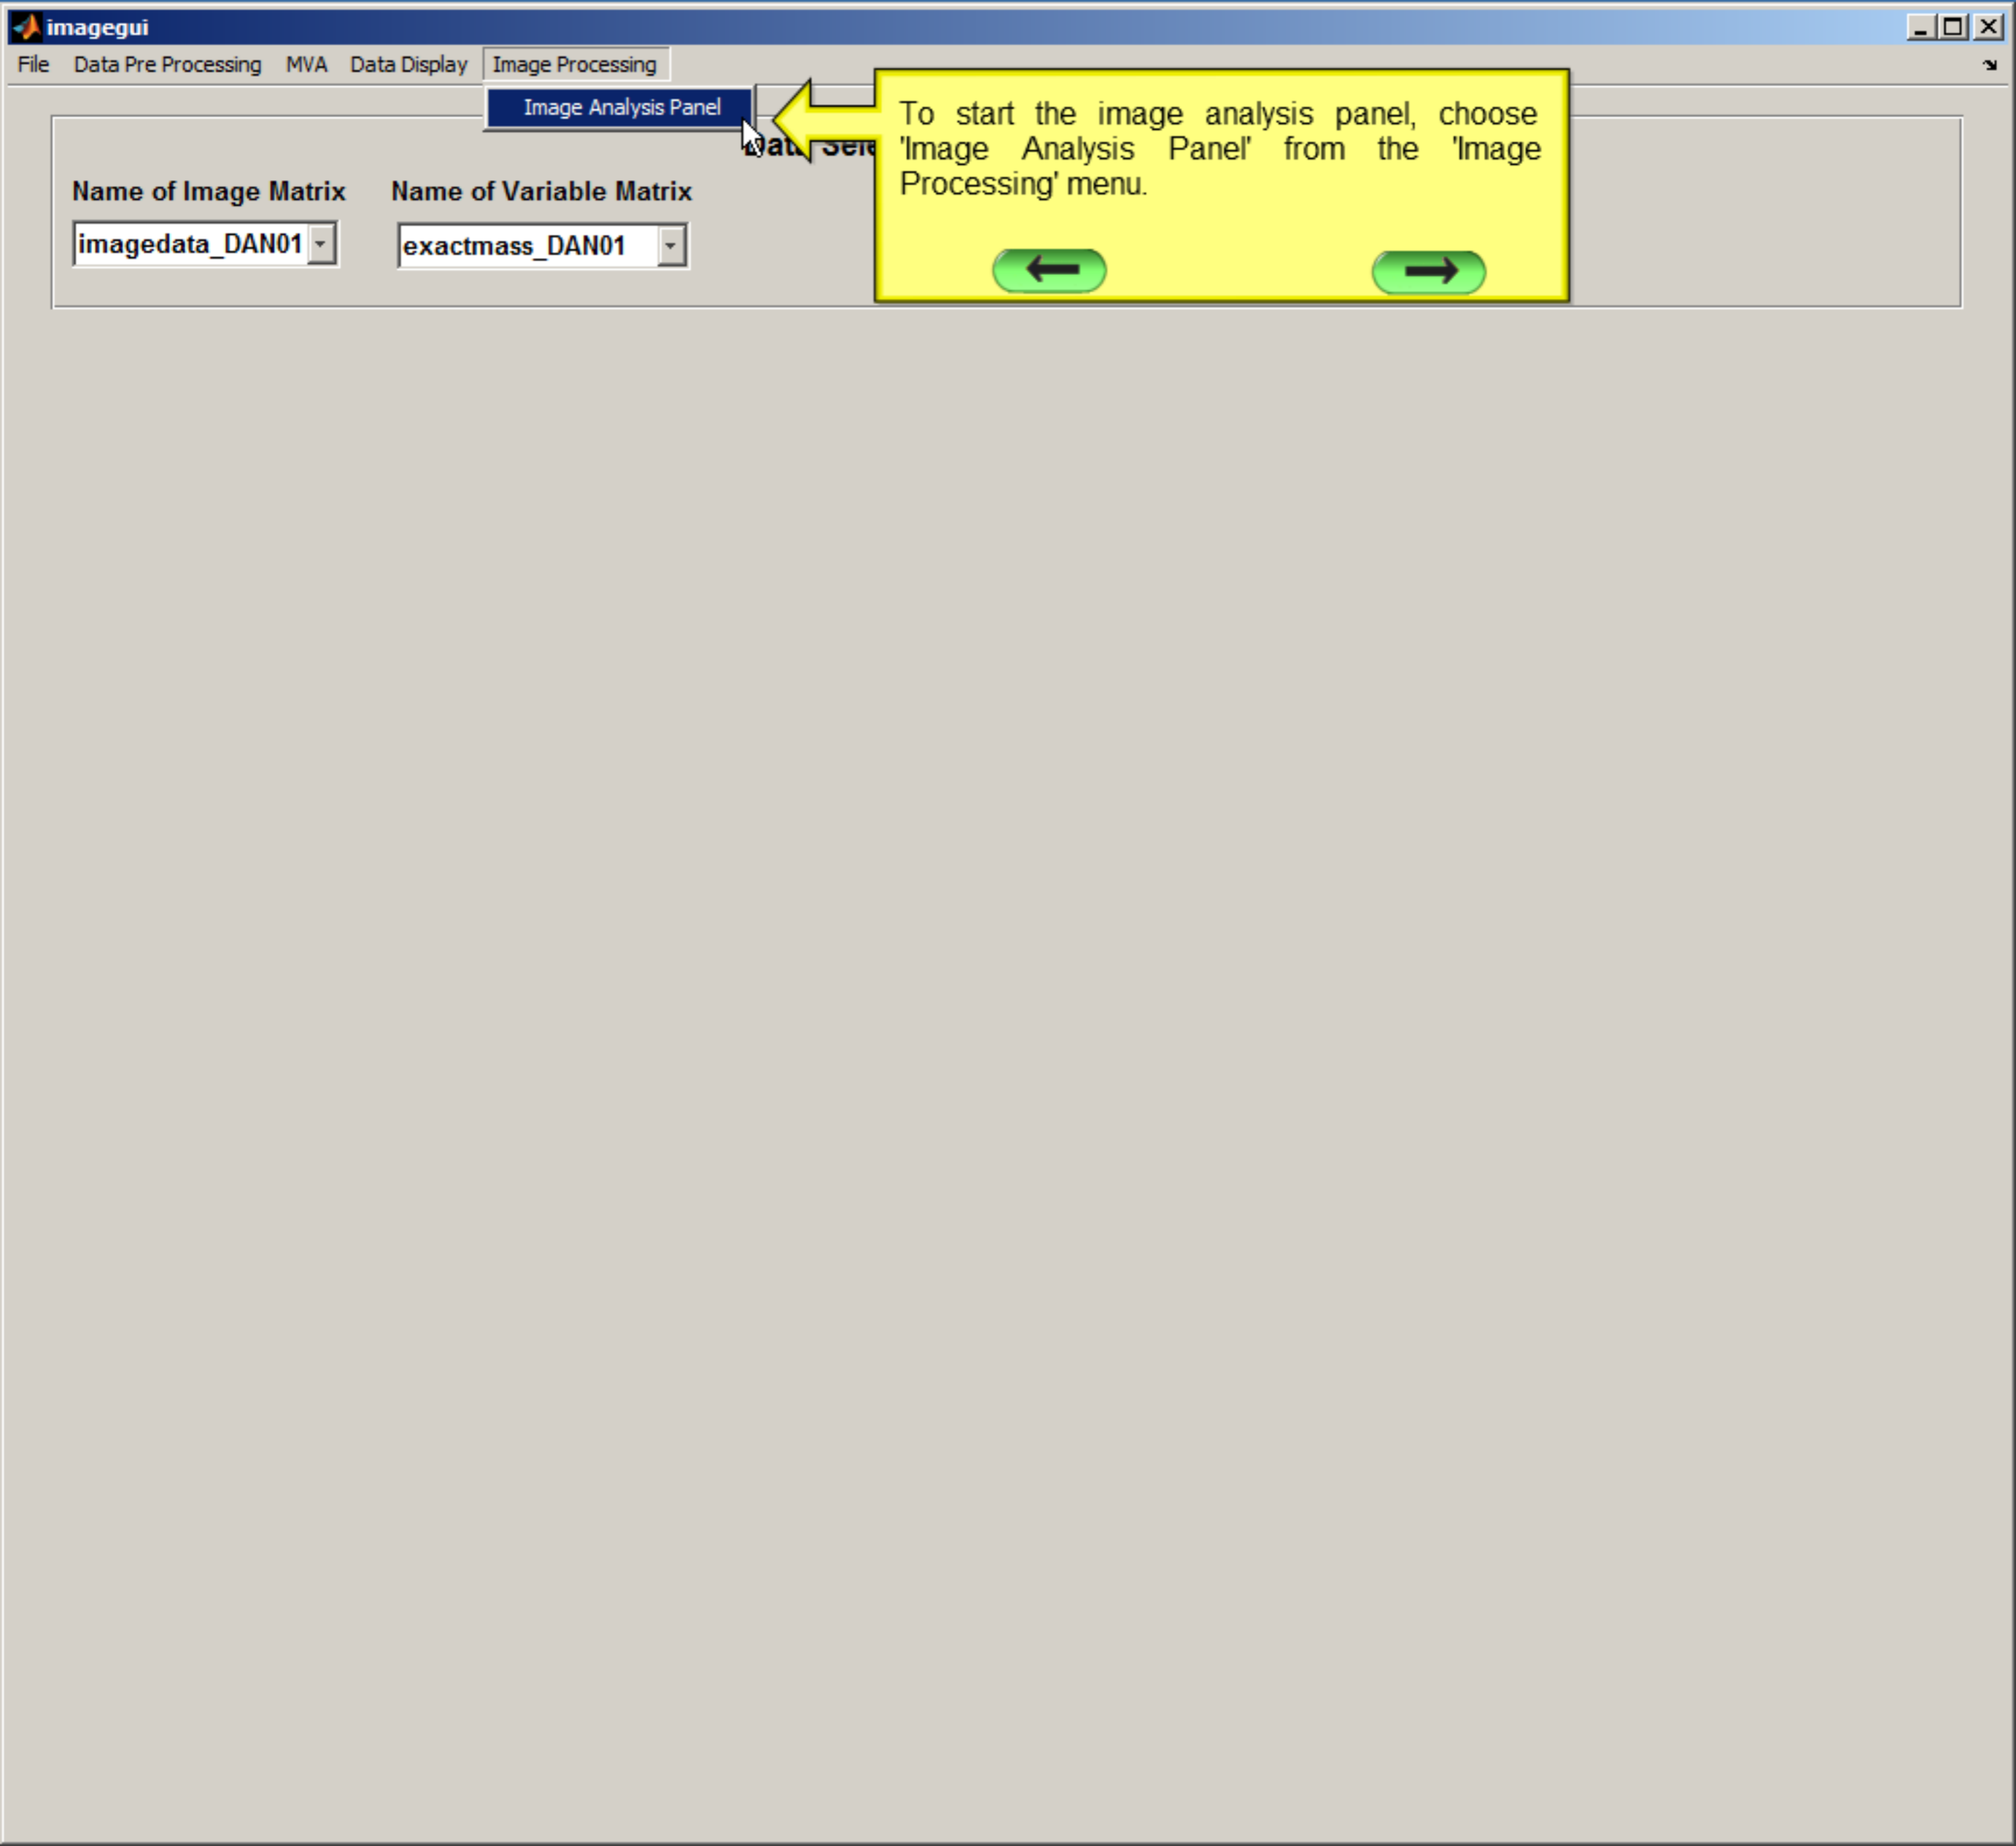 imagegui
File Data Pre Processing MVA Data Display Image Processing
Image Analysis Panel
To start the image analysis panel, choose
'Image Analysis Panel' from the 'Image
Processing' menu.
Name of Image Matrix Name of Variable Matrix
imagedata_DAN01 exactmass_DAN01